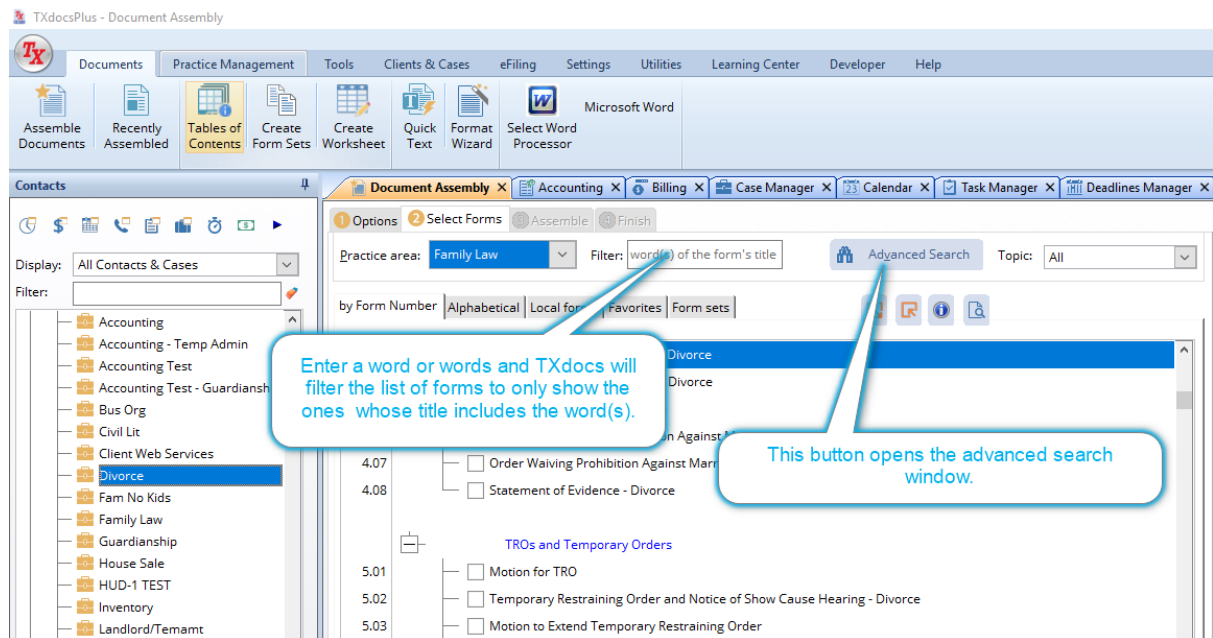 TXdocsPlus - Document Assembly
TX
Documents Practice Management Tools Clients & Cases eFiling Settings Utilities Learning Center Developer Help
Assemble Documents
Recently Assembled
Tables of Contents
Create Form Sets
Create Worksheet
Quick Text
Format Wizard
W
Select Word Processor
Microsoft Word
Contacts
Document Assembly Accounting Billing Case Manager 23 Calendar Task Manager Deadlines Manager
1 Options 2 Select Forms 3 Assemble 4 Finish
Practice area: Family Law Filter: word(s) of the form's title Advanced Search Topic: All
Display: All Contacts & Cases
Filter:
by Form Number Alphabetical Local Favorites Form sets
Accounting
Accounting - Temp Admin
Accounting Test
Accounting Test - Guardiansh
Bus Org
Civil Lit
Client Web Services
Divorce
Fam No Kids
Family Law
Guardianship
House Sale
HUD-1 TEST
Inventory
Landlord/Temamt
Enter a word or words and TXdocs will
filter the list of forms to only show the
ones whose title includes the word(s).
This button opens the advanced search
window.
Divorce
Divorce
Against
4.07 Order Waiving Prohibition Against Marr
4.08 Statement of Evidence - Divorce
TROs and Temporary Orders
5.01 Motion for TRO
5.02 Temporary Restraining Order and Notice of Show Cause Hearing - Divorce
5.03 Motion to Extend Temporary Restraining Order